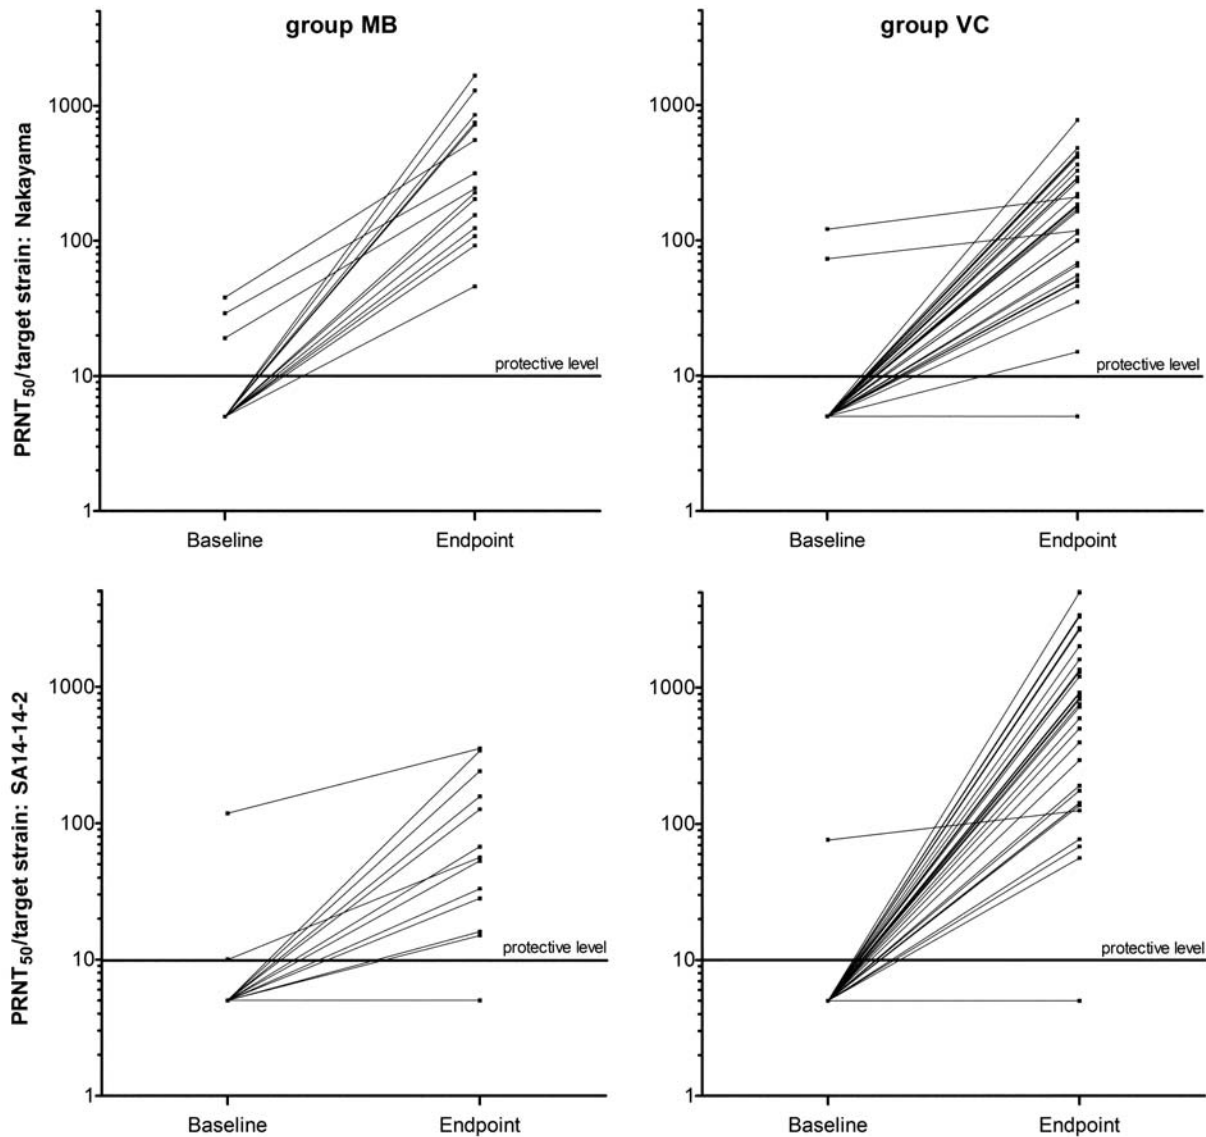 group MB
group VC
PRNT50/target strain: Nakayama
1000
100
10
1
protective level
Baseline
Endpoint
1000
100
10
1
protective level
Baseline
Endpoint
PRNT50/target strain: SA14-14-2
1000
100
10
1
protective level
Baseline
Endpoint
1000
100
10
1
protective level
Baseline
Endpoint